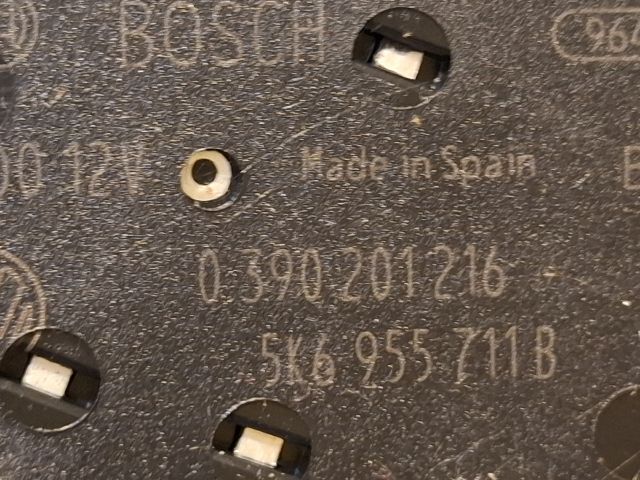 BOSCH
12V
Made in Spain
0 390 201 216
5K6 955 711 B